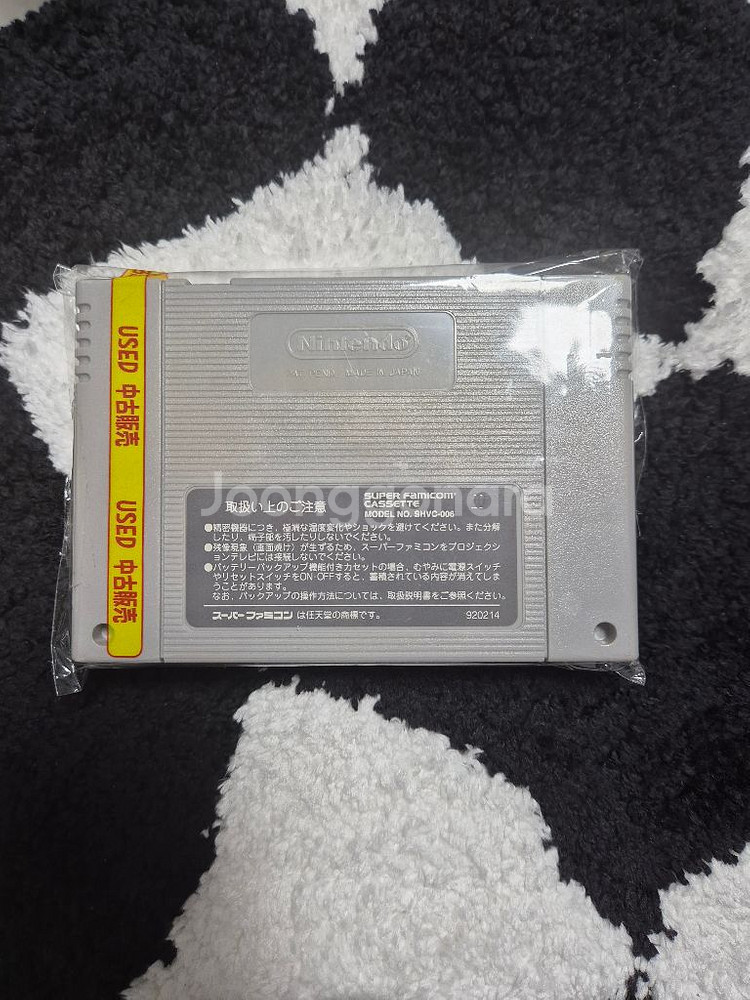 Nintendo
PAT. PEND. MADE IN JAPAN
USED 中古販売
USED 中古販売
Joongonara
取扱い上のご注意
SUPER FAMICOM
CASSETTE
MODEL NO. SHVC-006
●精密機器につき、極端な温度変化やショックを避けてください。また分解
したり、端子部を汚したりしないでください。
●残像現象（画面焼け）が生ずるため、スーパーファミコンをプロジェクシ
ョンテレビには接続しないでください。
●バッテリーバックアップ機能付きカセットの場合、むやみに電源スイッチ
やリセットスイッチをON・OFFすると、蓄積されている内容が消えてしま
うことがあります。
なお、バックアップの操作方法については、取扱説明書をご参照ください。
スーパーファミコン は任天堂の商標です。
920214